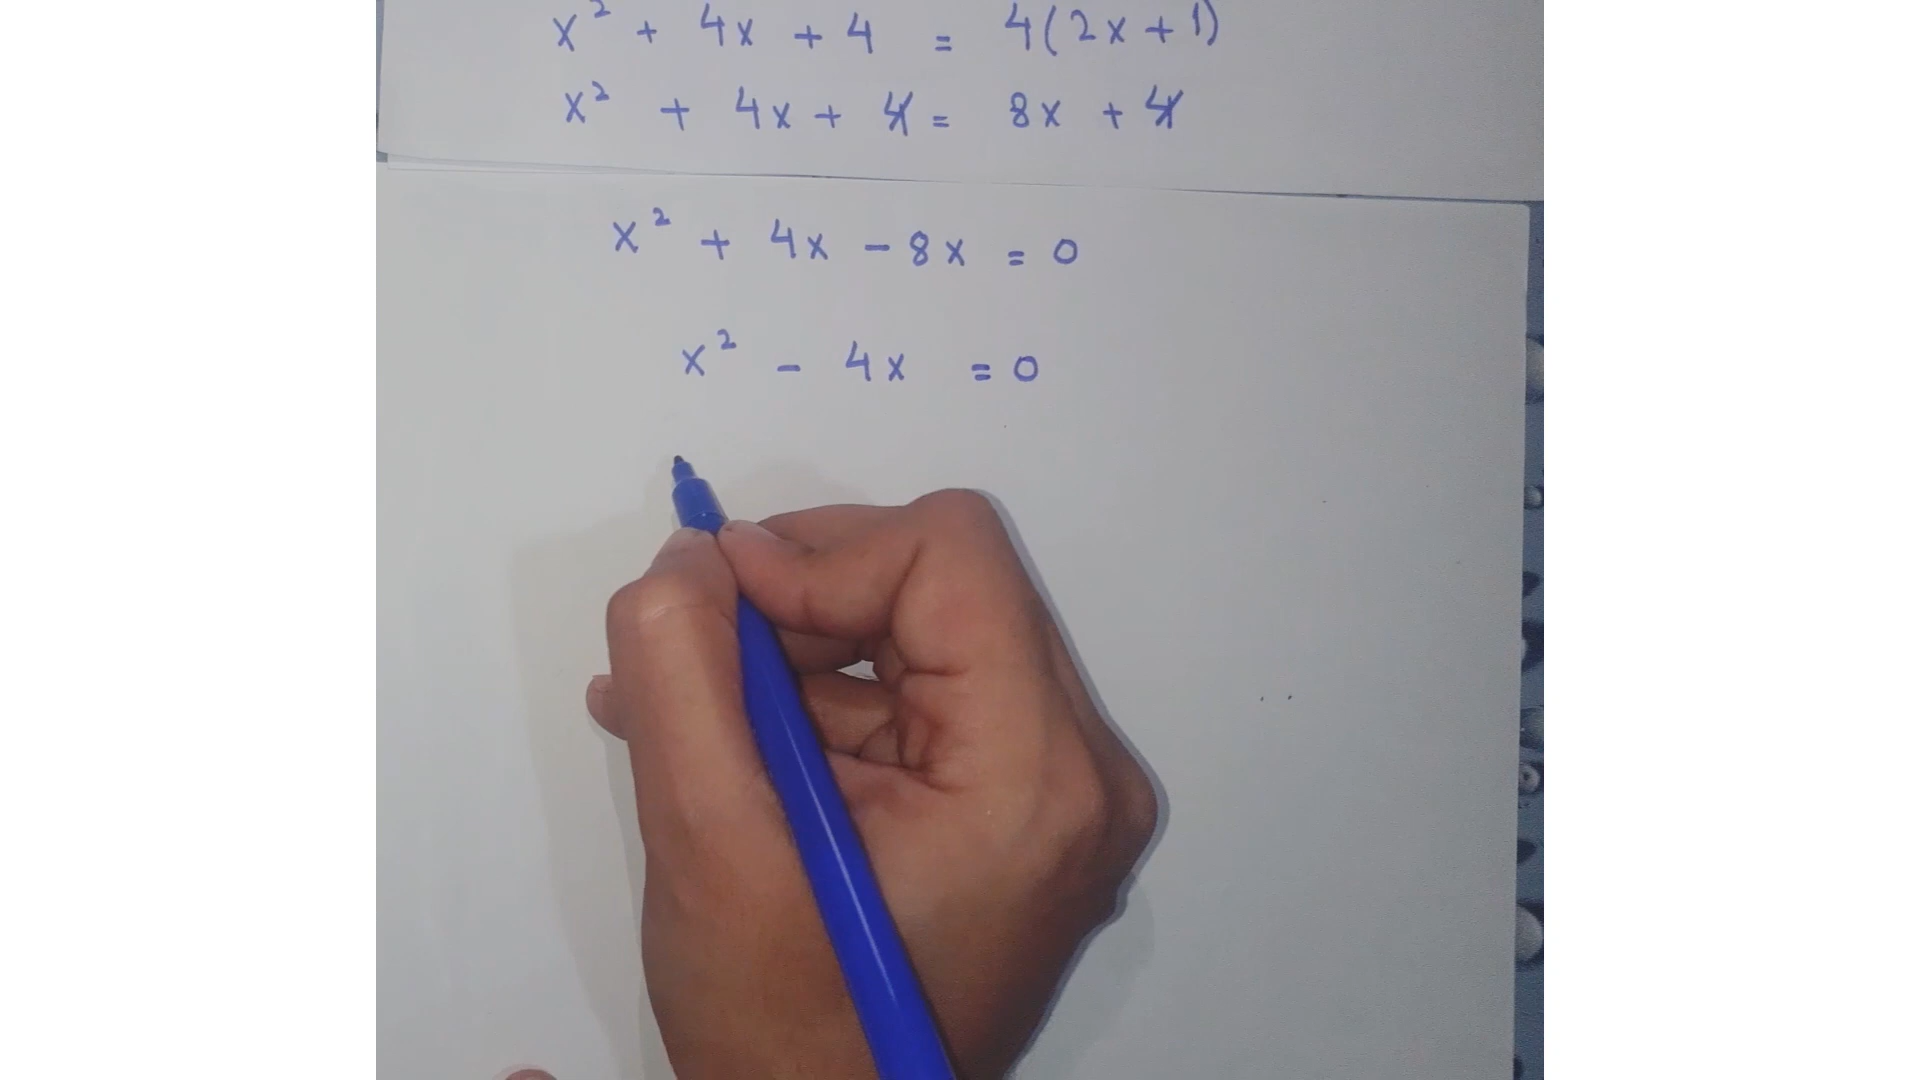 x² + 4x + 4 = 4(2x + 1)
x² + 4x + 4 = 8x + 4
x² + 4x - 8x = 0
x² - 4x = 0